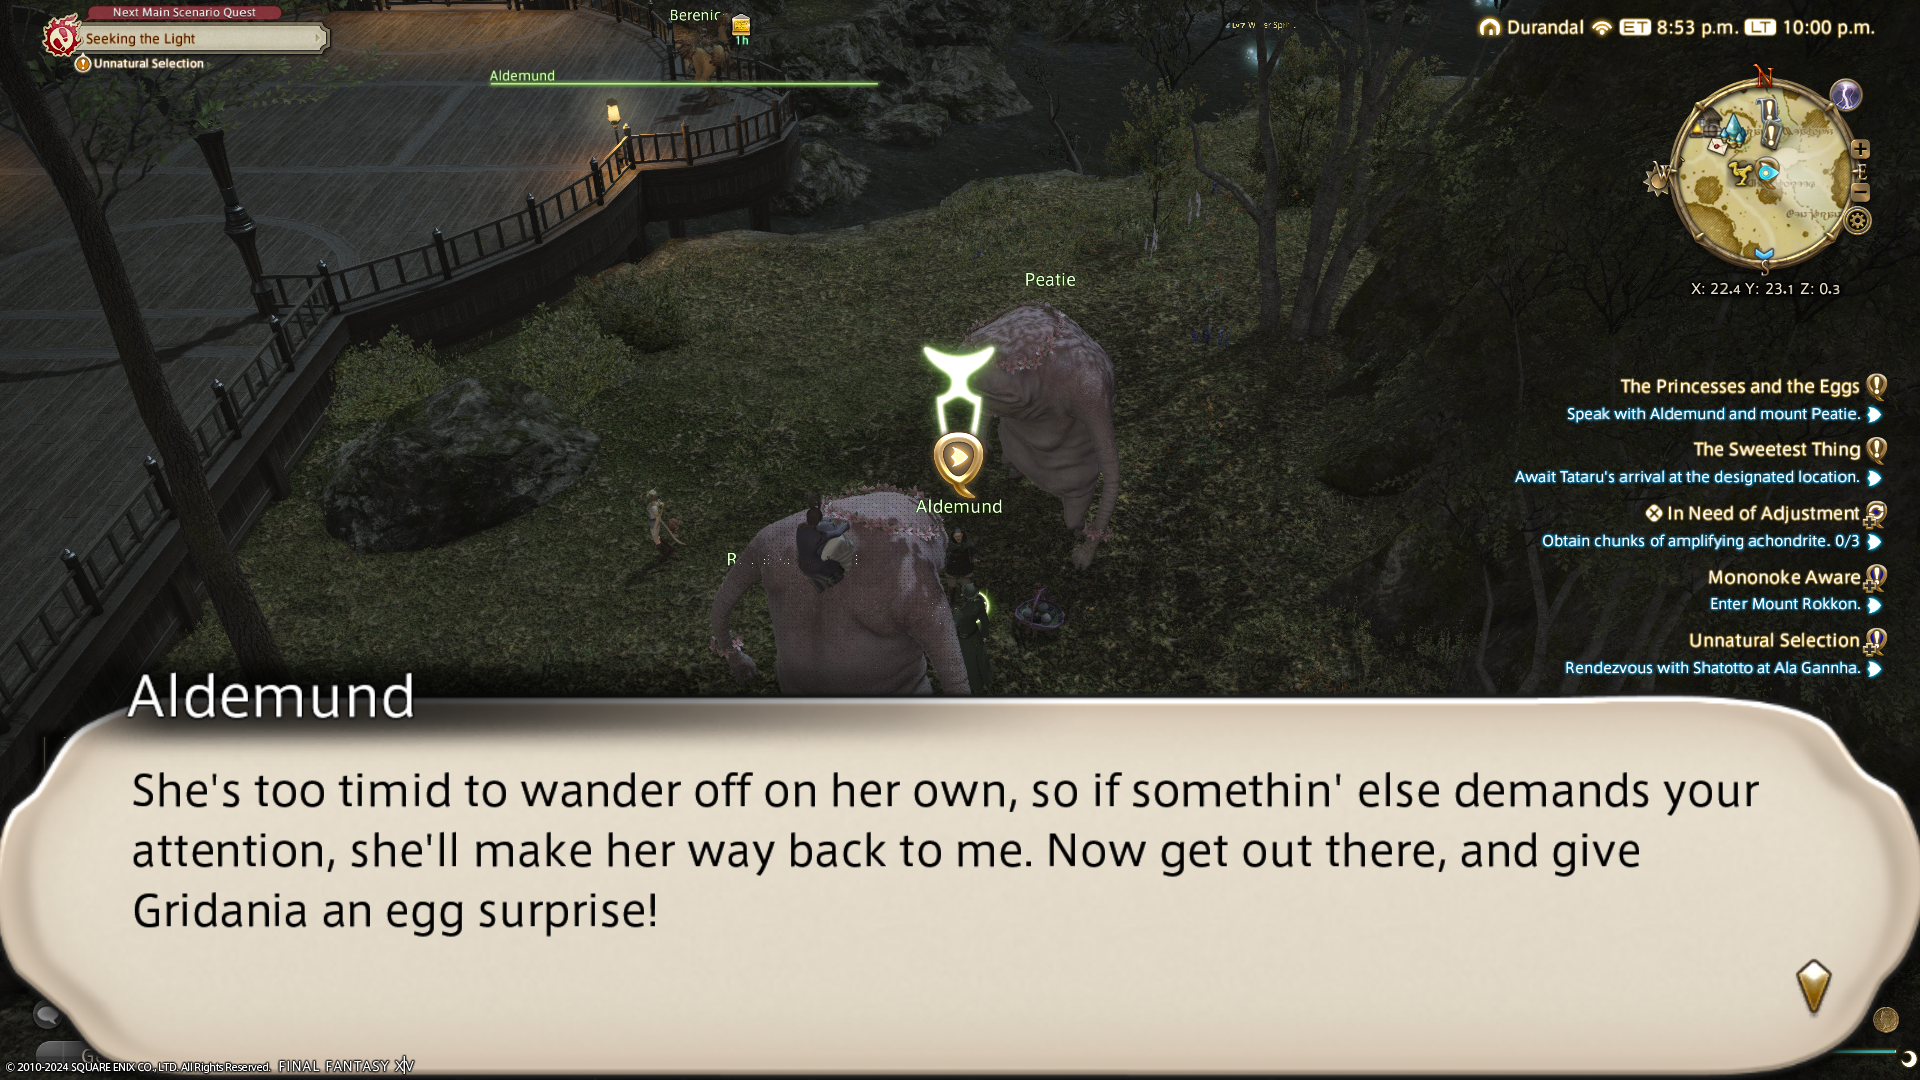 Next Main Scenario Quest
Seeking the Light
Unnatural Selection
Berenic
1h
Aldemund
Durandal ET 8:53 p.m. LT 10:00 p.m.
N
E
W
S
X: 22.4 Y: 23.1 Z: 0.3
Peatie
Aldemund
R
The Princesses and the Eggs
Speak with Aldemund and mount Peatie.
The Sweetest Thing
Await Tataru's arrival at the designated location.
In Need of Adjustment
Obtain chunks of amplifying achondrite. 0/3
Mononoke Aware
Enter Mount Rokkon.
Unnatural Selection
Rendezvous with Shatotto at Ala Gannha.
Aldemund
She's too timid to wander off on her own, so if somethin' else demands your
attention, she'll make her way back to me. Now get out there, and give
Gridania an egg surprise!
© 2010-2024 SQUARE ENIX CO., LTD. All Rights Reserved. FINAL FANTASY XIV